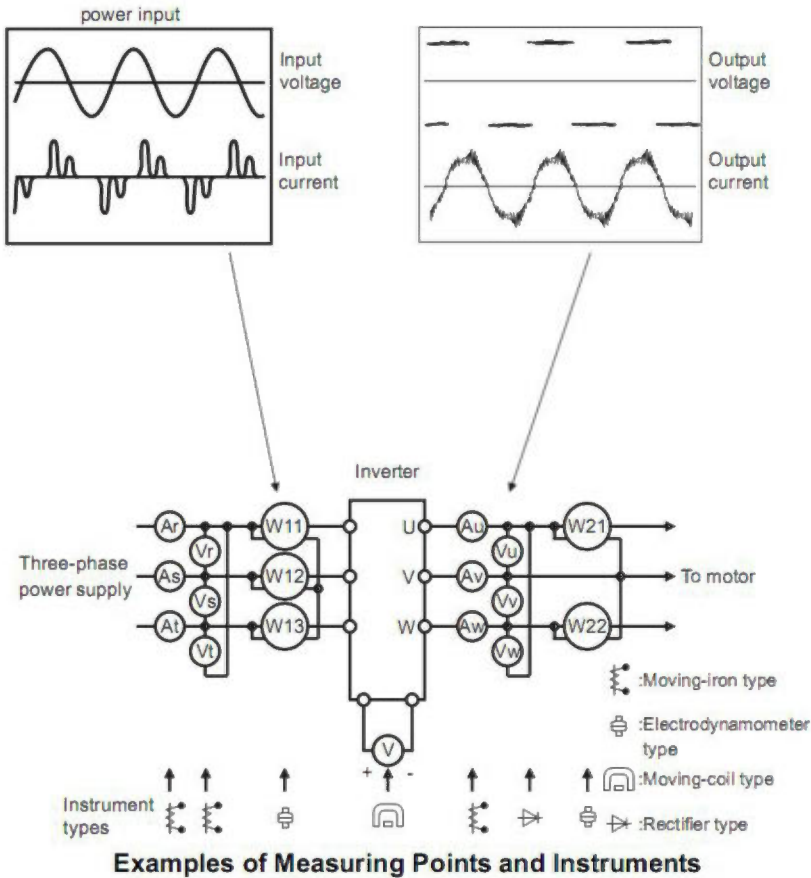 power input
Input
voltage
Input
current
Output
voltage
Output
current
Inverter
Three-phase
power supply
Ar
As
At
Vr
Vs
Vt
W11
W12
W13
U
V
W
Au
Av
Aw
Vu
Vv
Vw
W21
W22
To motor
V
+ -
:Moving-iron type
:Electrodynamometer
type
:Moving-coil type
:Rectifier type
Instrument
types
Examples of Measuring Points and Instruments